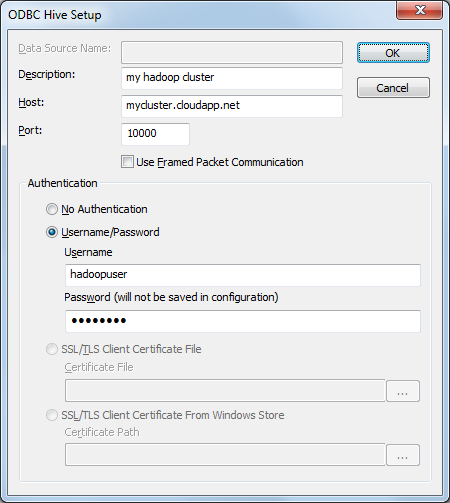 ODBC Hive Setup
Data Source Name:
OK
Description: my hadoop cluster
Cancel
Host: mycluster.cloudapp.net
Port: 10000
Use Framed Packet Communication
Authentication
No Authentication
Username/Password
Username
hadoopuser
Password (will not be saved in configuration)
••••••••
SSL/TLS Client Certificate File
Certificate File
...
SSL/TLS Client Certificate From Windows Store
Certificate Path
...